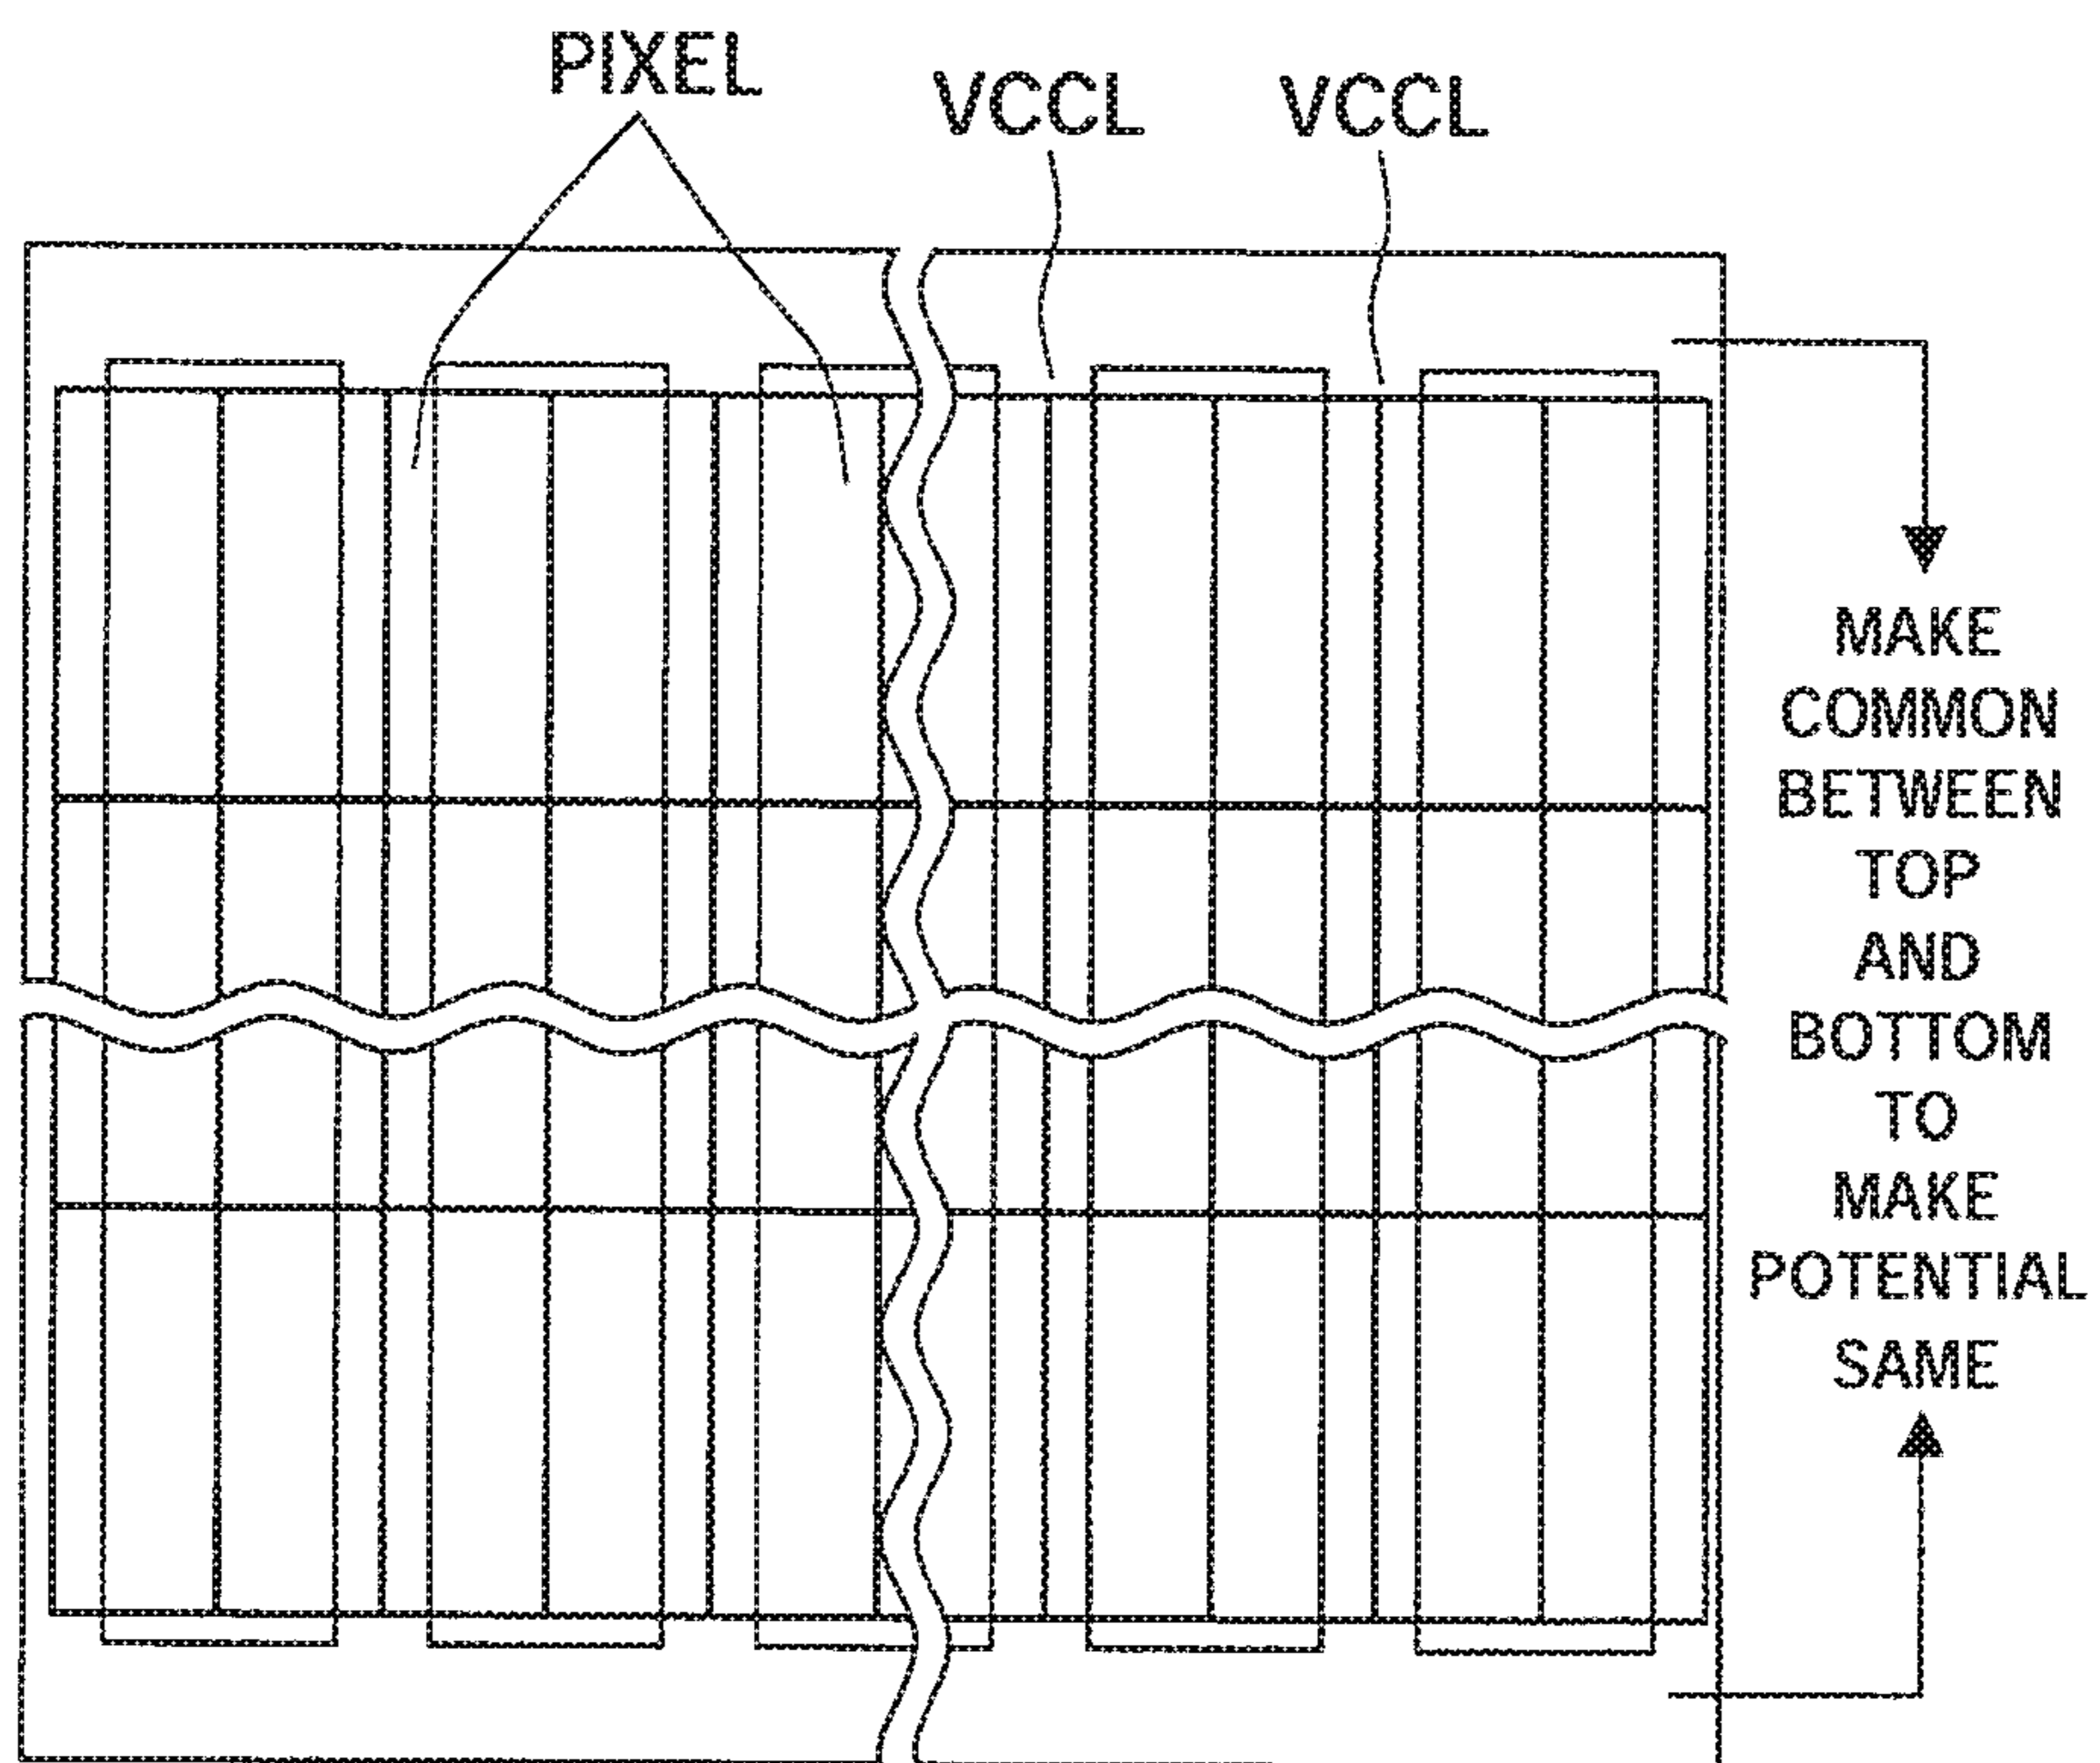 PIXEL
VCCL
VCCL
MAKE
COMMON
BETWEEN
TOP
AND
BOTTOM
TO
MAKE
POTENTIAL
SAME